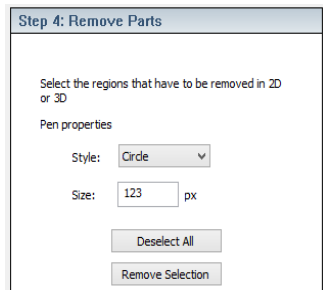 Step 4: Remove Parts
Select the regions that have to be removed in 2D
or 3D
Pen properties
Style: Circle
Size: 123 px
Deselect All
Remove Selection